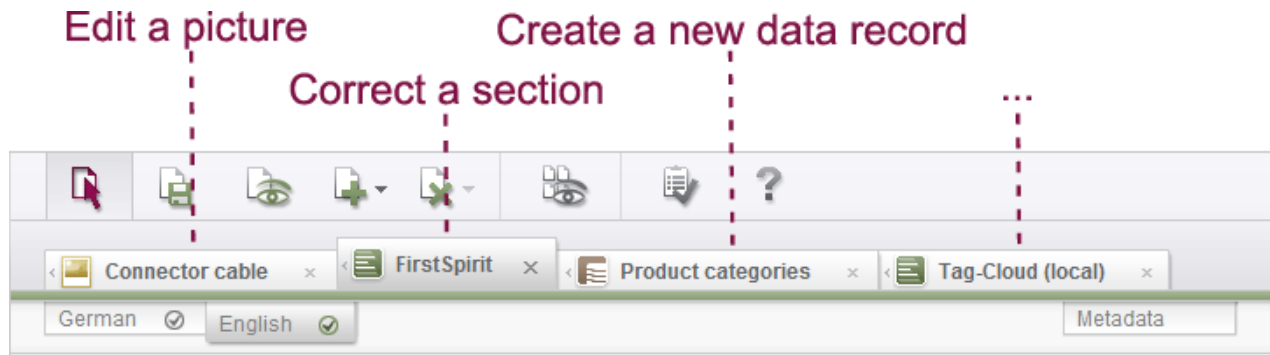 Edit a picture
Create a new data record
Correct a section
...
?
Connector cable
FirstSpirit
Product categories
Tag-Cloud (local)
German
English
Metadata